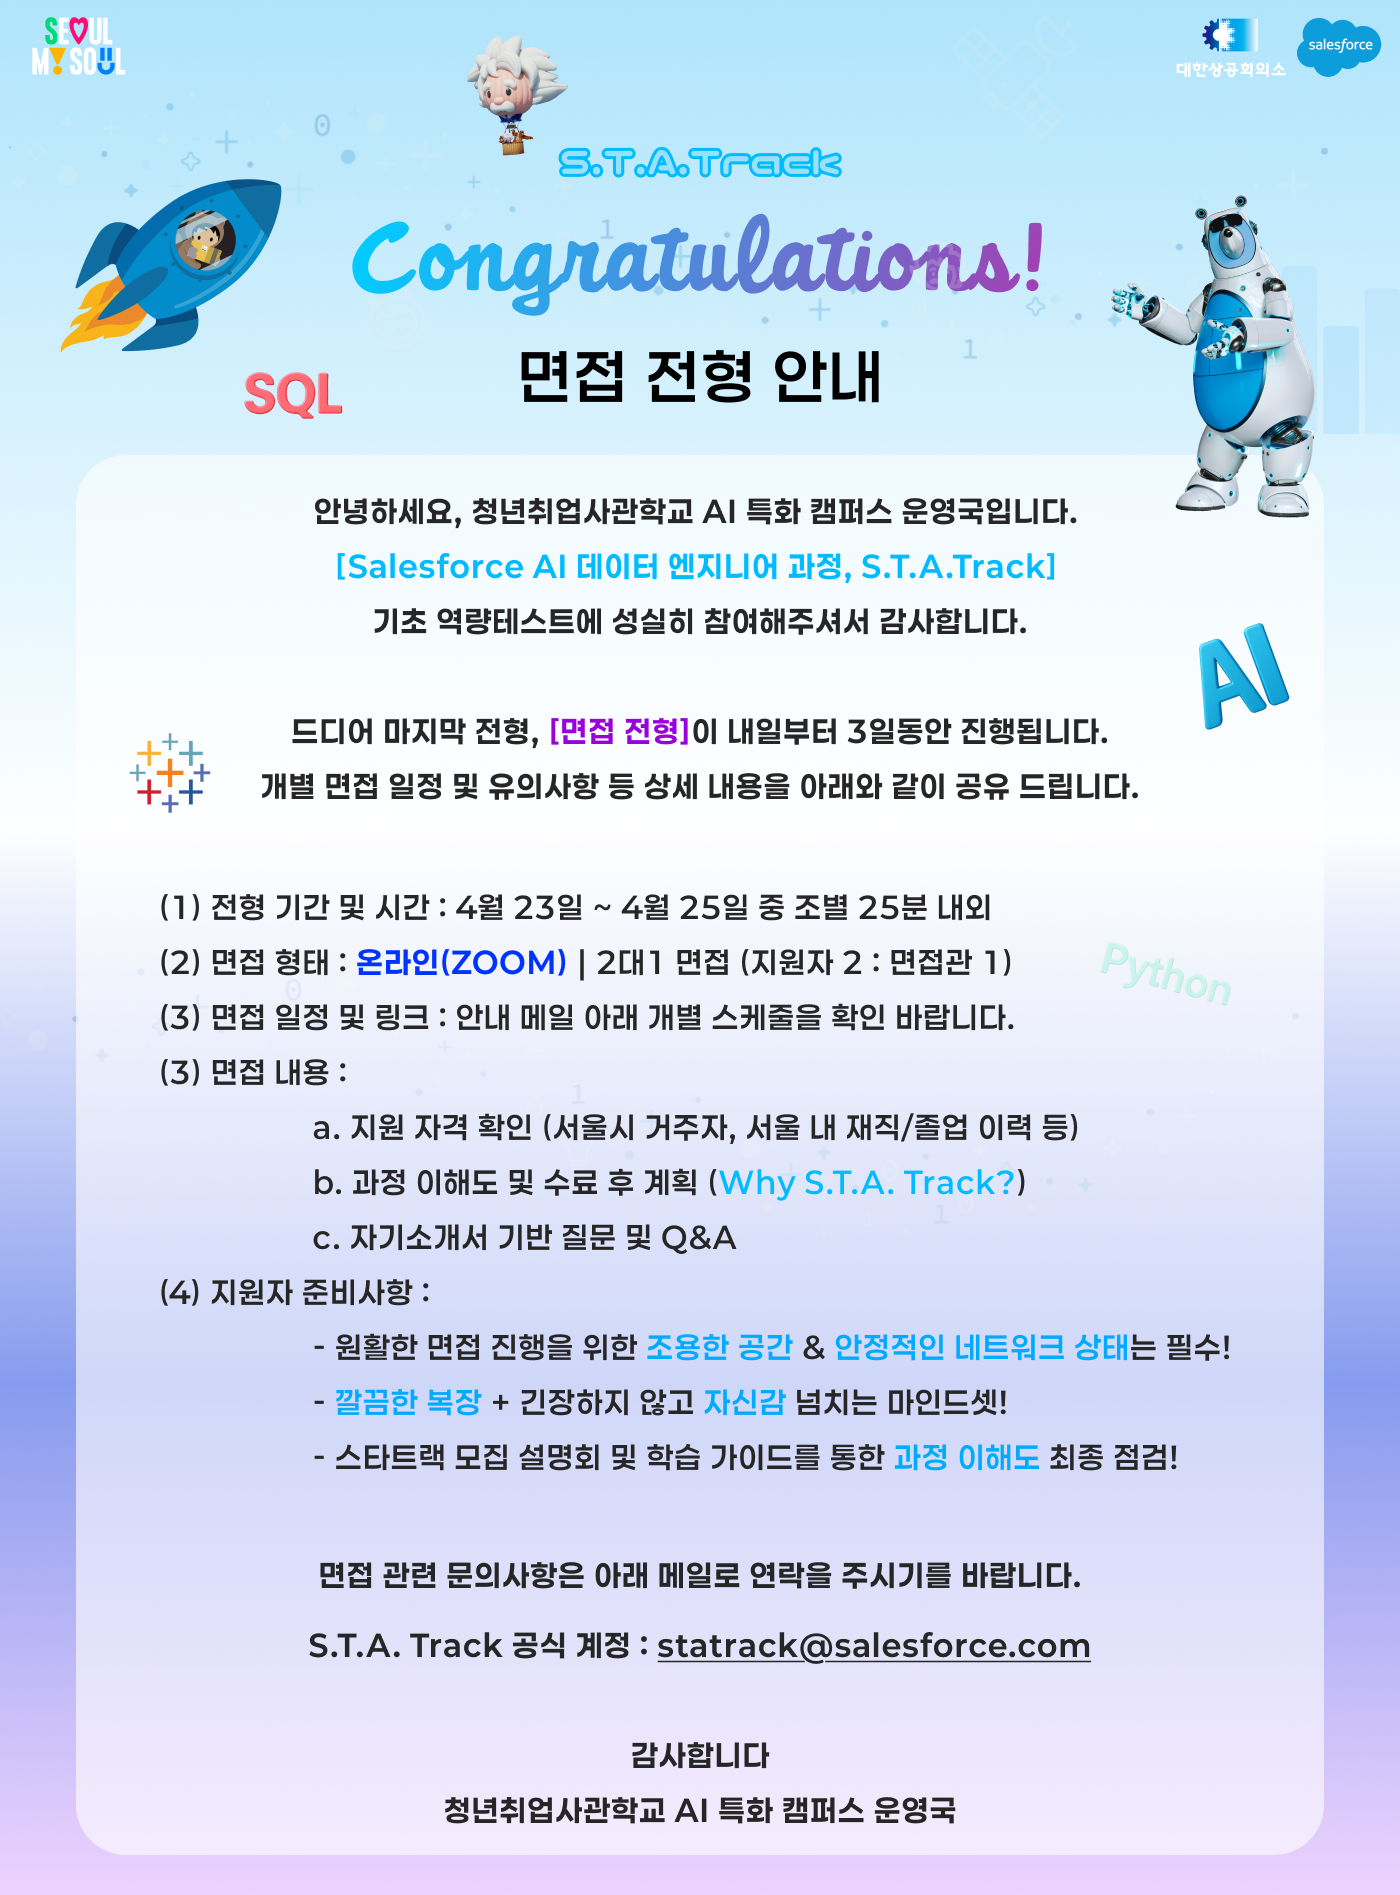 SEOUL
MY SOUL
대한상공회의소
salesforce
0
S.T.A.Track
1
Congratulations!
1
면접 전형 안내
SQL
안녕하세요, 청년취업사관학교 AI 특화 캠퍼스 운영국입니다.
[Salesforce AI 데이터 엔지니어 과정, S.T.A.Track]
기초 역량테스트에 성실히 참여해주셔서 감사합니다.
AI
드디어 마지막 전형, [면접 전형]이 내일부터 3일동안 진행됩니다.
개별 면접 일정 및 유의사항 등 상세 내용을 아래와 같이 공유 드립니다.
(1) 전형 기간 및 시간 : 4월 23일 ~ 4월 25일 중 조별 25분 내외
(2) 면접 형태 : 온라인(ZOOM) | 2대1 면접 (지원자 2 : 면접관 1)
Python
0
(3) 면접 일정 및 링크 : 안내 메일 아래 개별 스케줄을 확인 바랍니다.
(3) 면접 내용 :
1
a. 지원 자격 확인 (서울시 거주자, 서울 내 재직/졸업 이력 등)
b. 과정 이해도 및 수료 후 계획 (Why S.T.A. Track?)
1
c. 자기소개서 기반 질문 및 Q&A
(4) 지원자 준비사항 :
- 원활한 면접 진행을 위한 조용한 공간 & 안정적인 네트워크 상태는 필수!
- 깔끔한 복장 + 긴장하지 않고 자신감 넘치는 마인드셋!
- 스타트랙 모집 설명회 및 학습 가이드를 통한 과정 이해도 최종 점검!
면접 관련 문의사항은 아래 메일로 연락을 주시기를 바랍니다.
S.T.A. Track 공식 계정 : statrack@salesforce.com
감사합니다
청년취업사관학교 AI 특화 캠퍼스 운영국